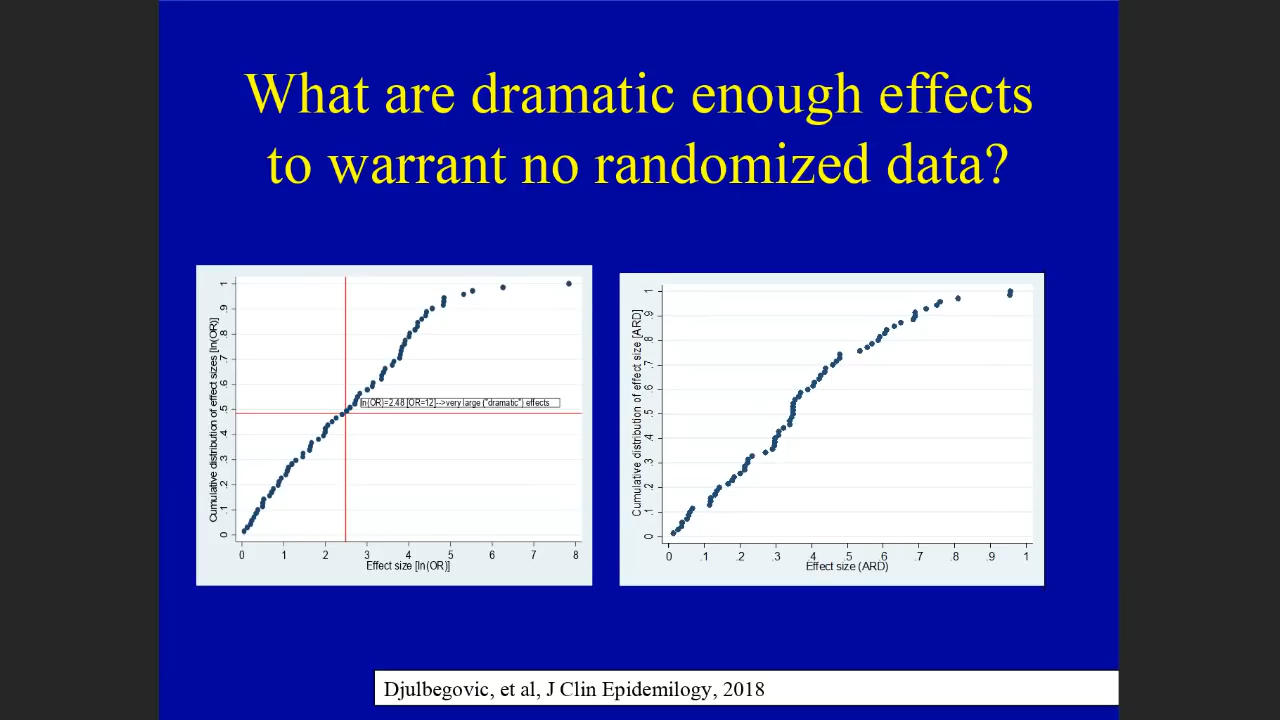 What are dramatic enough effects
to warrant no randomized data?
Cumulative distribution of effect sizes [ln(OR)]
1
.9
.8
.7
.6
.5
.4
.3
.2
.1
0
ln(OR)=2.48 [OR=12]-->very large ("dramatic") effects
0 1 2 3 4 5 6 7 8
Effect size [ln(OR)]
Cumulative distribution of effect size [ARD]
1
.9
.8
.7
.6
.5
.4
.3
.2
.1
0
0 .1 .2 .3 .4 .5 .6 .7 .8 .9 1
Effect size (ARD)
Djulbegovic, et al, J Clin Epidemilogy, 2018